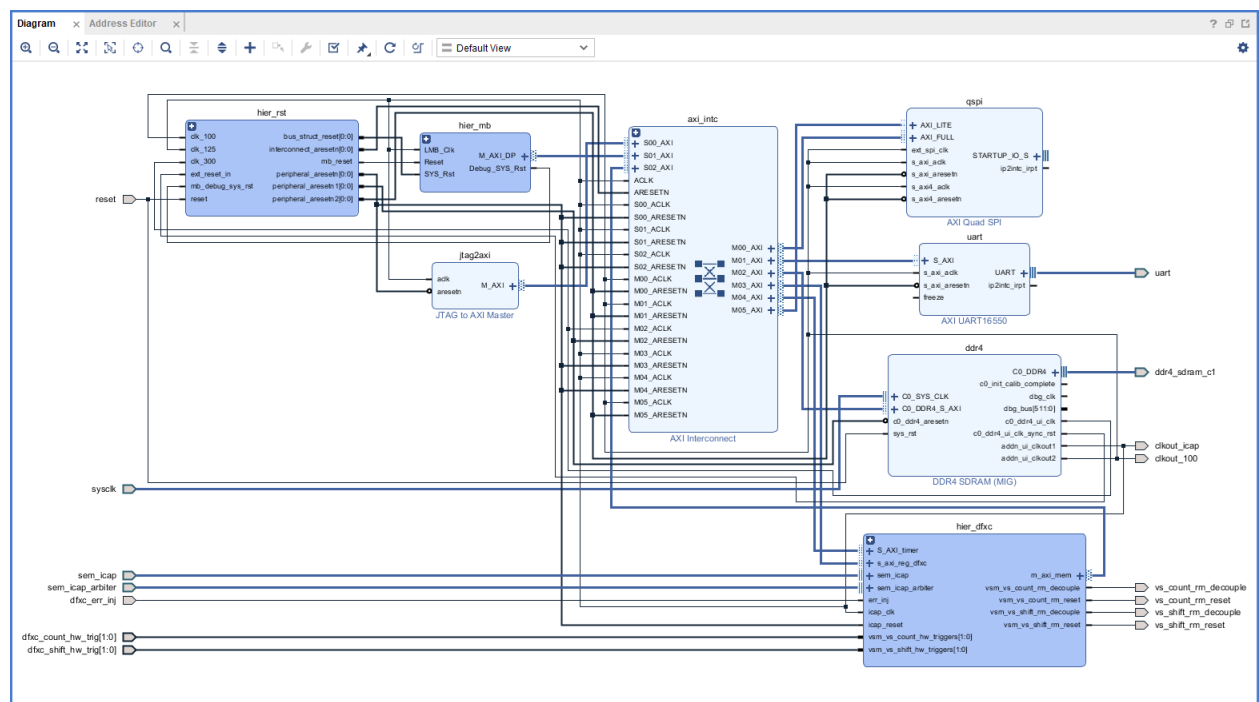 Diagram
Address Editor
Default View
hier_rst
clk_100
clk_125
clk_300
ext_reset_in
mb_debug_sys_rst
reset
bus_struct_reset[0:0]
interconnect_aresetn[0:0]
mb_reset
peripheral_aresetn[0:0]
peripheral_aresetn1[0:0]
peripheral_aresetn2[0:0]
reset
hier_mb
LMB_Clk
Reset
SYS_Rst
M_AXI_DP
Debug_SYS_Rst
jtag2axi
aclk
aresetn
M_AXI
JTAG to AXI Master
axi_intc
S00_AXI
S01_AXI
S02_AXI
ACLK
ARESETN
S00_ACLK
S00_ARESETN
S01_ACLK
S01_ARESETN
S02_ACLK
S02_ARESETN
M00_ACLK
M00_ARESETN
M01_ACLK
M01_ARESETN
M02_ACLK
M02_ARESETN
M03_ACLK
M03_ARESETN
M04_ACLK
M04_ARESETN
M05_ACLK
M05_ARESETN
M00_AXI
M01_AXI
M02_AXI
M03_AXI
M04_AXI
M05_AXI
AXI Interconnect
qspi
AXI_LITE
AXI_FULL
ext_spi_clk
s_axi_aclk
s_axi_aresetn
s_axi4_aclk
s_axi4_aresetn
STARTUP_IO_S
ip2intc_irpt
AXI Quad SPI
uart
S_AXI
s_axi_aclk
s_axi_aresetn
freeze
UART
ip2intc_irpt
AXI UART16550
uart
ddr4
C0_SYS_CLK
C0_DDR4_S_AXI
c0_ddr4_aresetn
sys_rst
C0_DDR4
c0_init_calib_complete
dbg_clk
dbg_bus[511:0]
c0_ddr4_ui_clk
c0_ddr4_ui_clk_sync_rst
addn_ui_clkout1
addn_ui_clkout2
DDR4 SDRAM (MIG)
ddr4_sdram_c1
clkout_icap
clkout_100
sysclk
sem_icap
sem_icap_arbiter
dfxc_err_inj
dfxc_count_hw_trig[1:0]
dfxc_shift_hw_trig[1:0]
hier_dfxc
S_AXI_timer
s_axi_reg_dfxc
sem_icap
sem_icap_arbiter
err_inj
icap_clk
icap_reset
vsm_vs_count_hw_triggers[1:0]
vsm_vs_shift_hw_triggers[1:0]
m_axi_mem
vsm_vs_count_rm_decouple
vsm_vs_count_rm_reset
vsm_vs_shift_rm_decouple
vsm_vs_shift_rm_reset
vs_count_rm_decouple
vs_count_rm_reset
vs_shift_rm_decouple
vs_shift_rm_reset